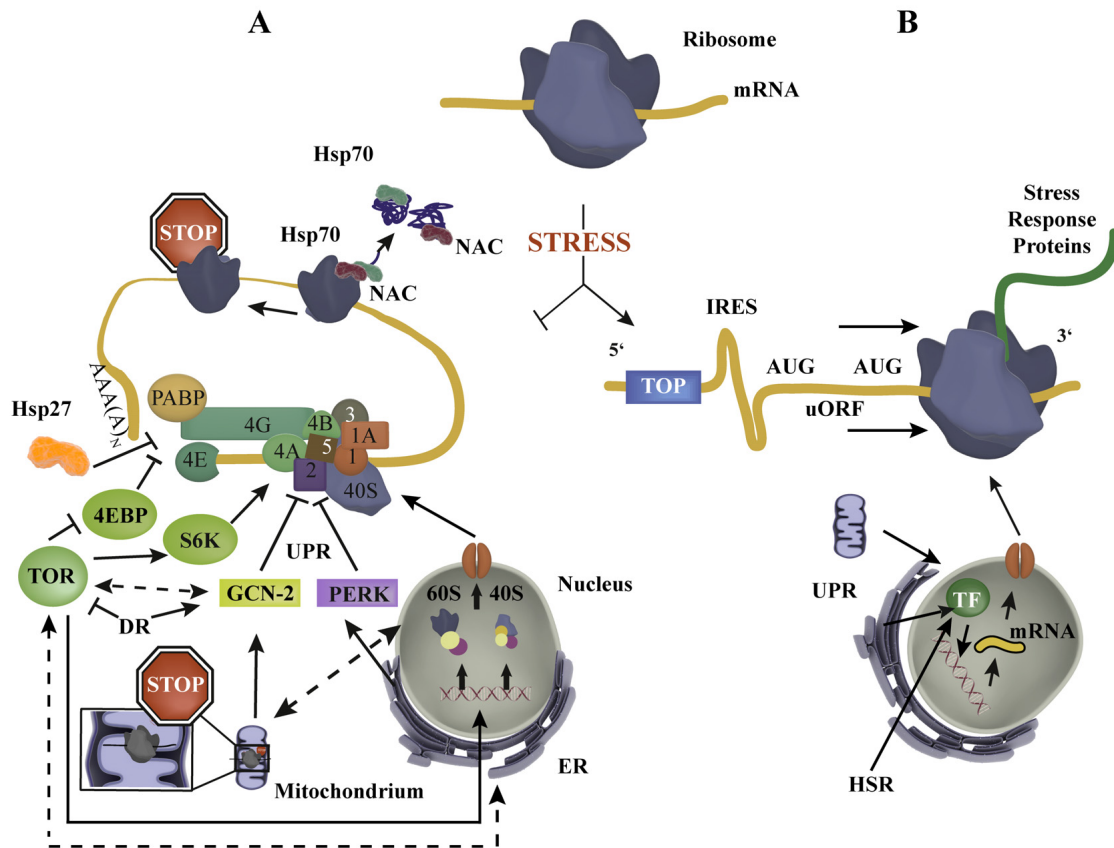 A
B
Ribosome
mRNA
Hsp70
STOP
Hsp70
NAC
NAC
STRESS
Stress
Response
Proteins
IRES
5‘
3‘
TOP
AUG
AUG
uORF
AAA(A)N
Hsp27
PABP
4G
4B
3
1A
4E
4A
5
1
2
40S
4EBP
S6K
UPR
TOR
GCN-2
PERK
DR
Nucleus
60S
40S
STOP
Mitochondrium
ER
UPR
TF
mRNA
HSR